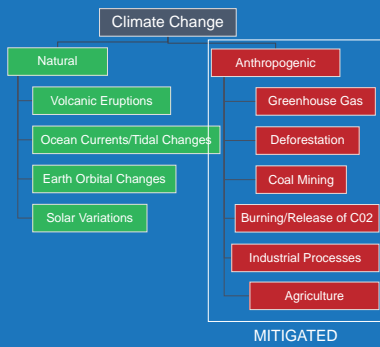 Climate Change
Natural
Volcanic Eruptions
Ocean Currents/Tidal Changes
Earth Orbital Changes
Solar Variations
Anthropogenic
Greenhouse Gas
Deforestation
Coal Mining
Burning/Release of C02
Industrial Processes
Agriculture
MITIGATED